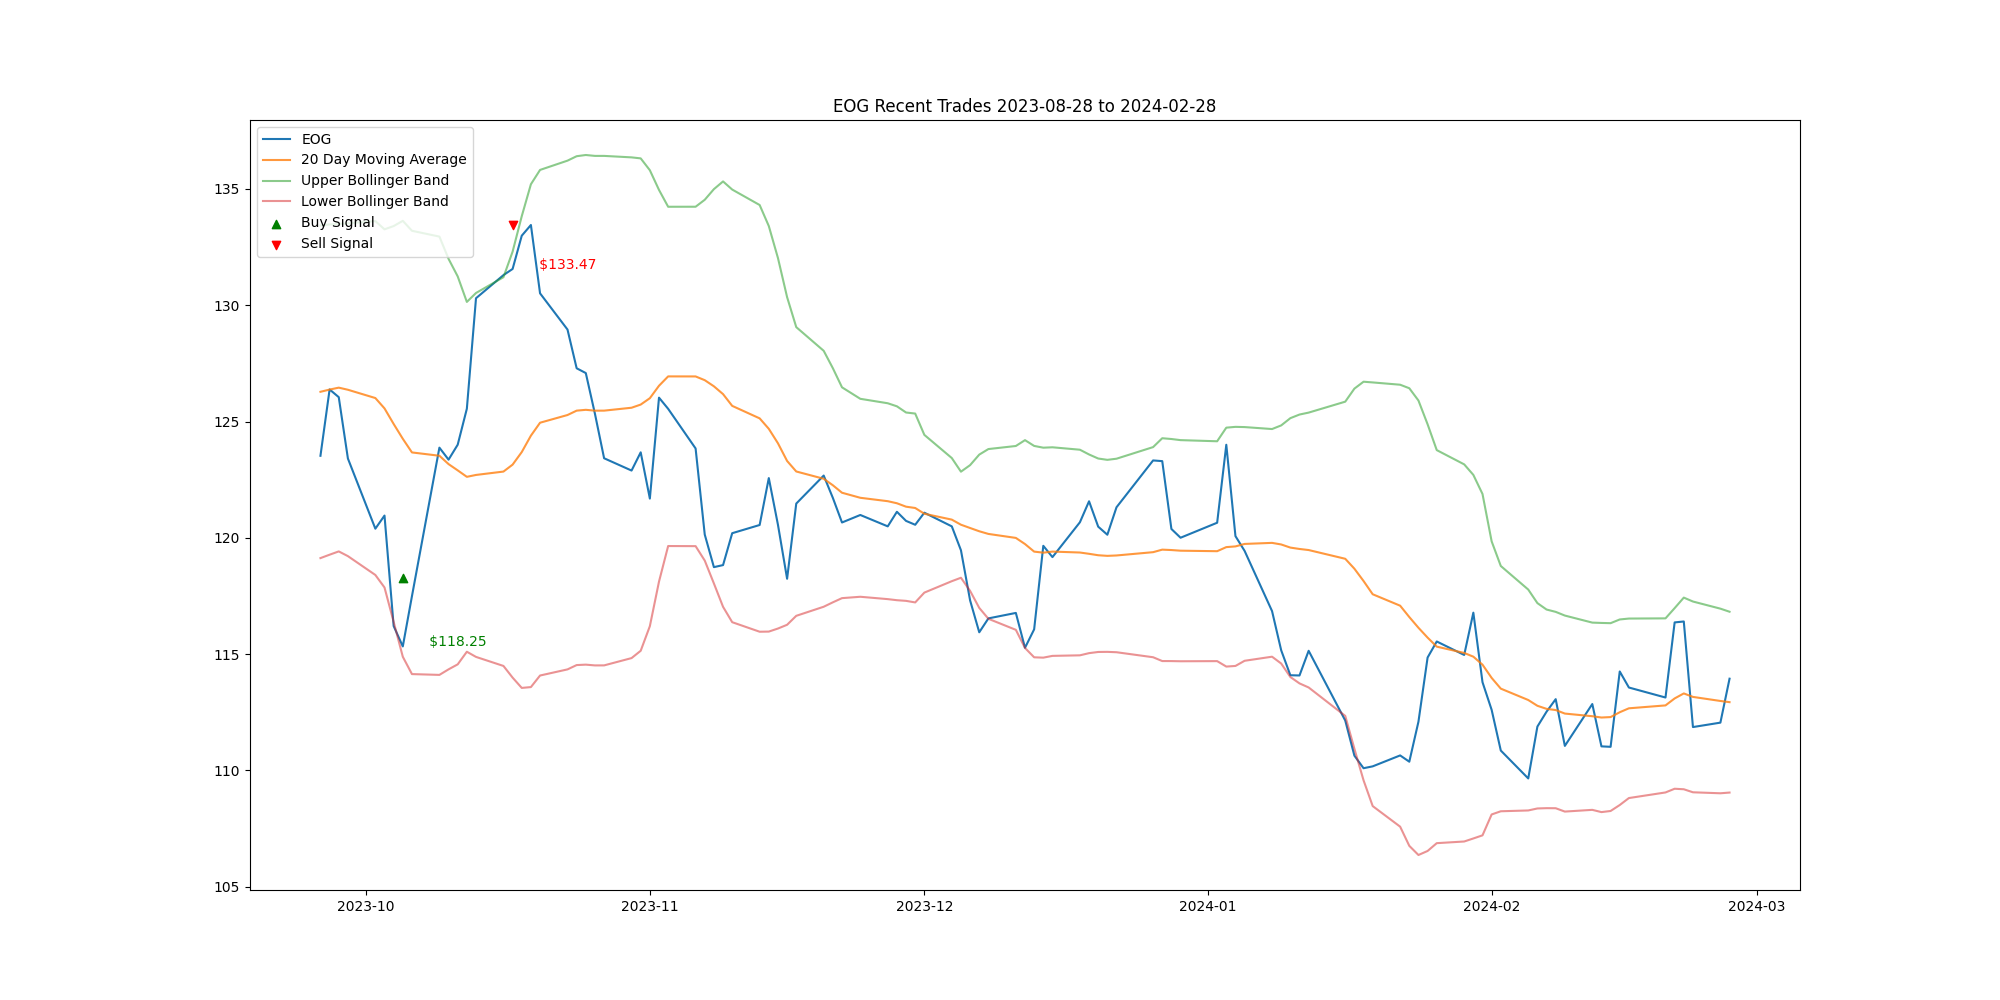 EOG Recent Trades 2023-08-28 to 2024-02-28
EOG
20 Day Moving Average
Upper Bollinger Band
Lower Bollinger Band
Buy Signal
Sell Signal
135
130
125
120
115
110
105
$133.47
$118.25
2023-10
2023-11
2023-12
2024-01
2024-02
2024-03